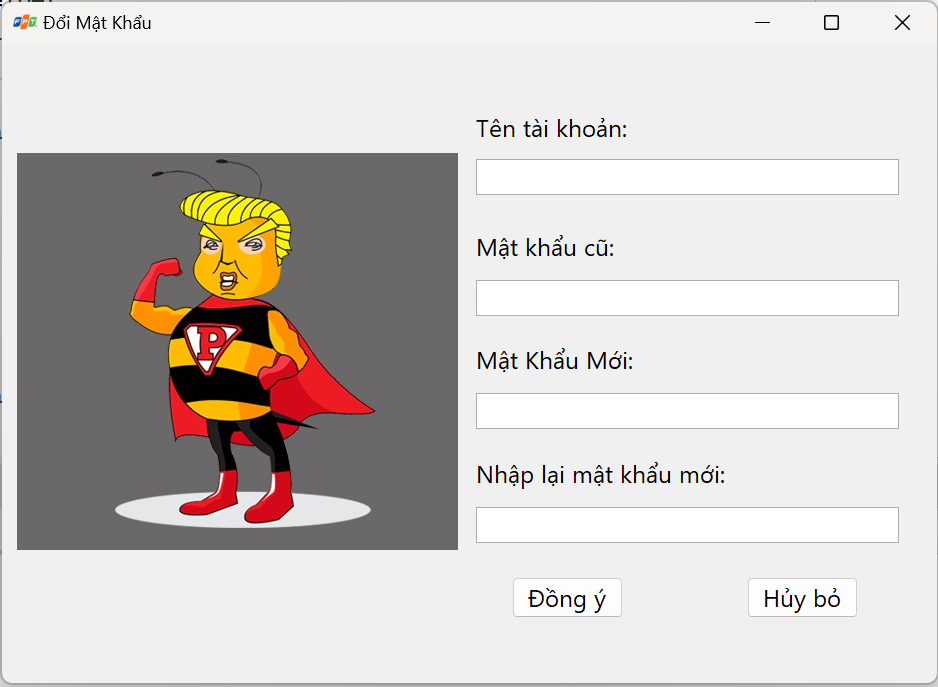 FPT Đổi Mật Khẩu
Tên tài khoản:
Mật khẩu cũ:
P
Mật Khẩu Mới:
Nhập lại mật khẩu mới:
Đồng ý
Hủy bỏ